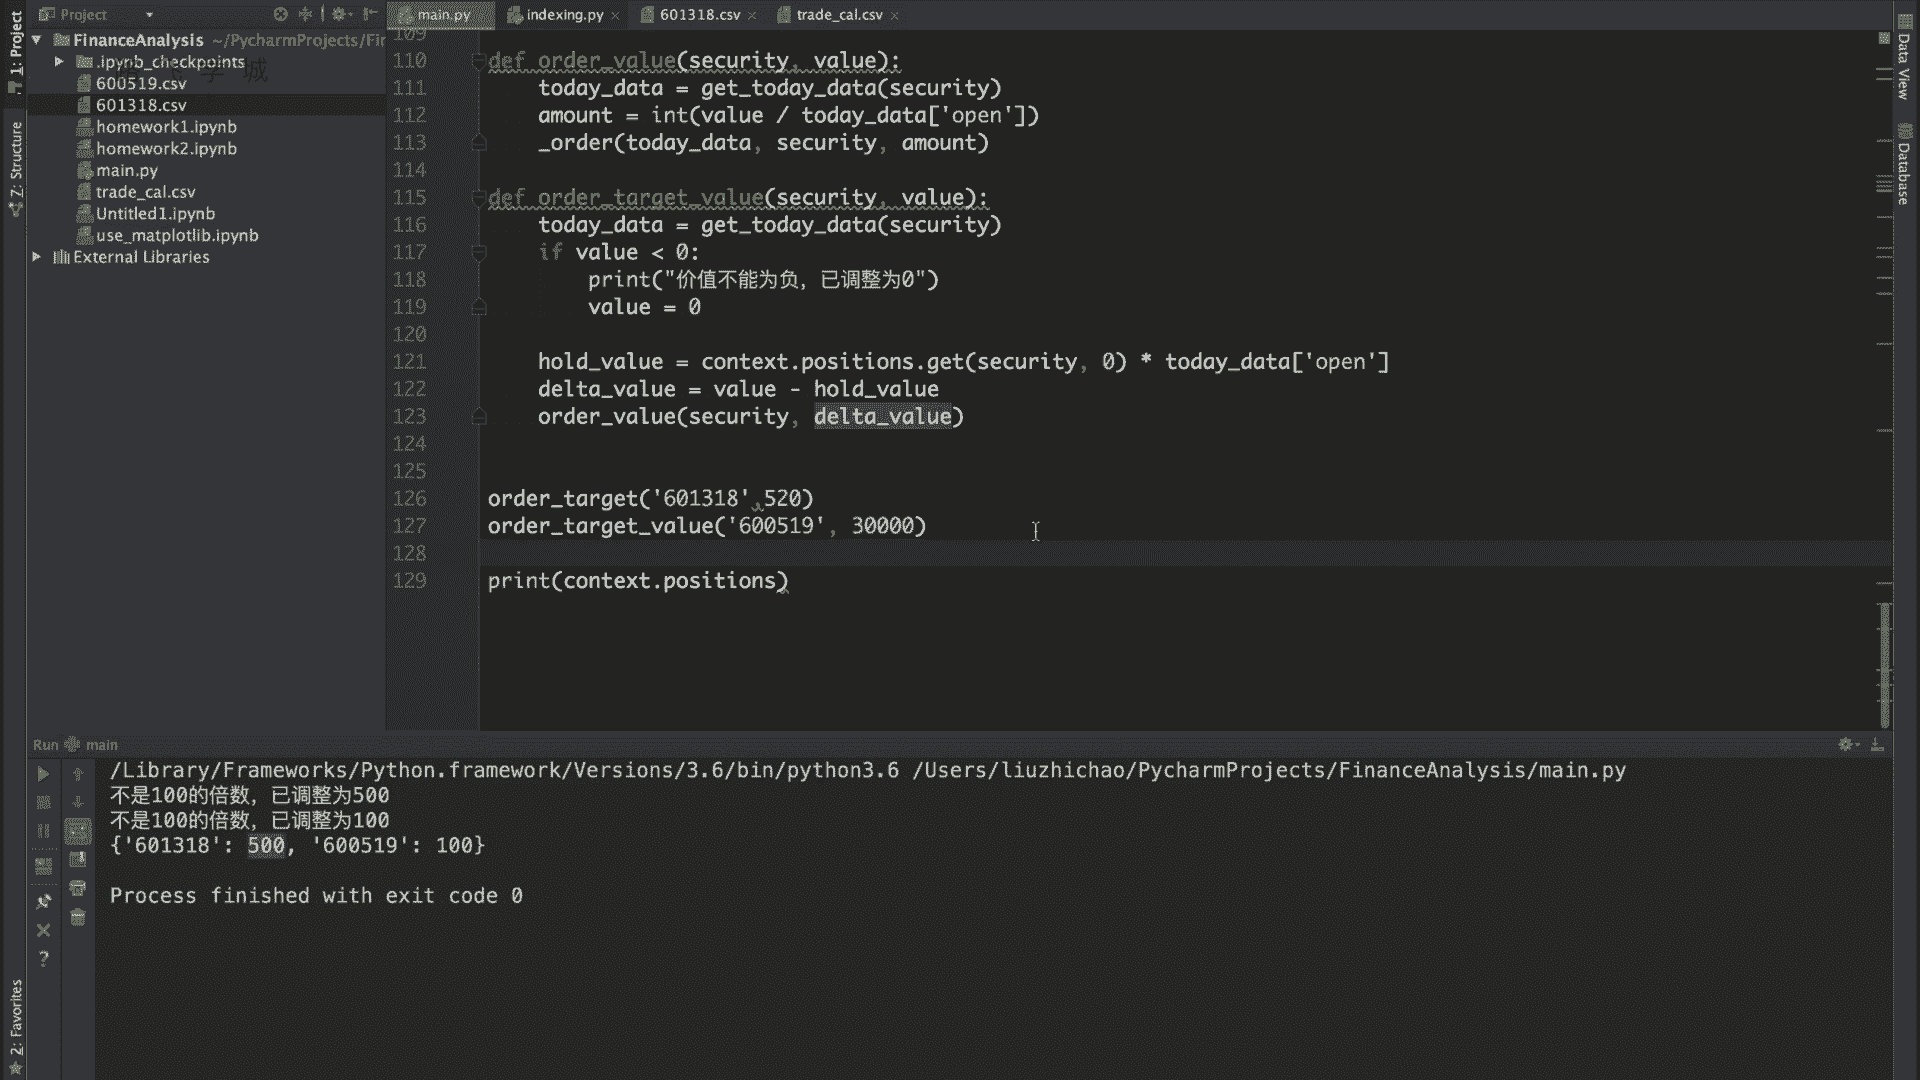 Project
main.py
indexing.py
601318.csv
trade_cal.csv
1: Project
FinanceAnalysis ~/PycharmProjects/Fir
.ipynb_checkpoints
600519.csv
601318.csv
homework1.ipynb
homework2.ipynb
main.py
trade_cal.csv
Untitled1.ipynb
use_matplotlib.ipynb
External Libraries
7: Structure
2: Favorites
Data View
Database
109
110 def order_value(security, value):
111 today_data = get_today_data(security)
112 amount = int(value / today_data['open'])
113 _order(today_data, security, amount)
114
115 def order_target_value(security, value):
116 today_data = get_today_data(security)
117 if value < 0:
118 print("价值不能为负，已调整为0")
119 value = 0
120
121 hold_value = context.positions.get(security, 0) * today_data['open']
122 delta_value = value - hold_value
123 order_value(security, delta_value)
124
125
126 order_target('601318',520)
127 order_target_value('600519', 30000)
128
129 print(context.positions)
Run main
/Library/Frameworks/Python.framework/Versions/3.6/bin/python3.6 /Users/liuzhichao/PycharmProjects/FinanceAnalysis/main.py
不是100的倍数，已调整为500
不是100的倍数，已调整为100
{'601318': 500, '600519': 100}
Process finished with exit code 0